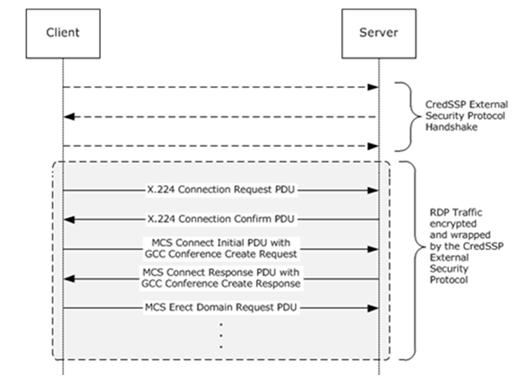 Client
Server
CredSSP External
Security Protocol
Handshake
X.224 Connection Request PDU
X.224 Connection Confirm PDU
MCS Connect Initial PDU with
GCC Conference Create Request
MCS Connect Response PDU with
GCC Conference Create Response
MCS Erect Domain Request PDU
RDP Traffic
encrypted
and wrapped
by the CredSSP
External
Security
Protocol